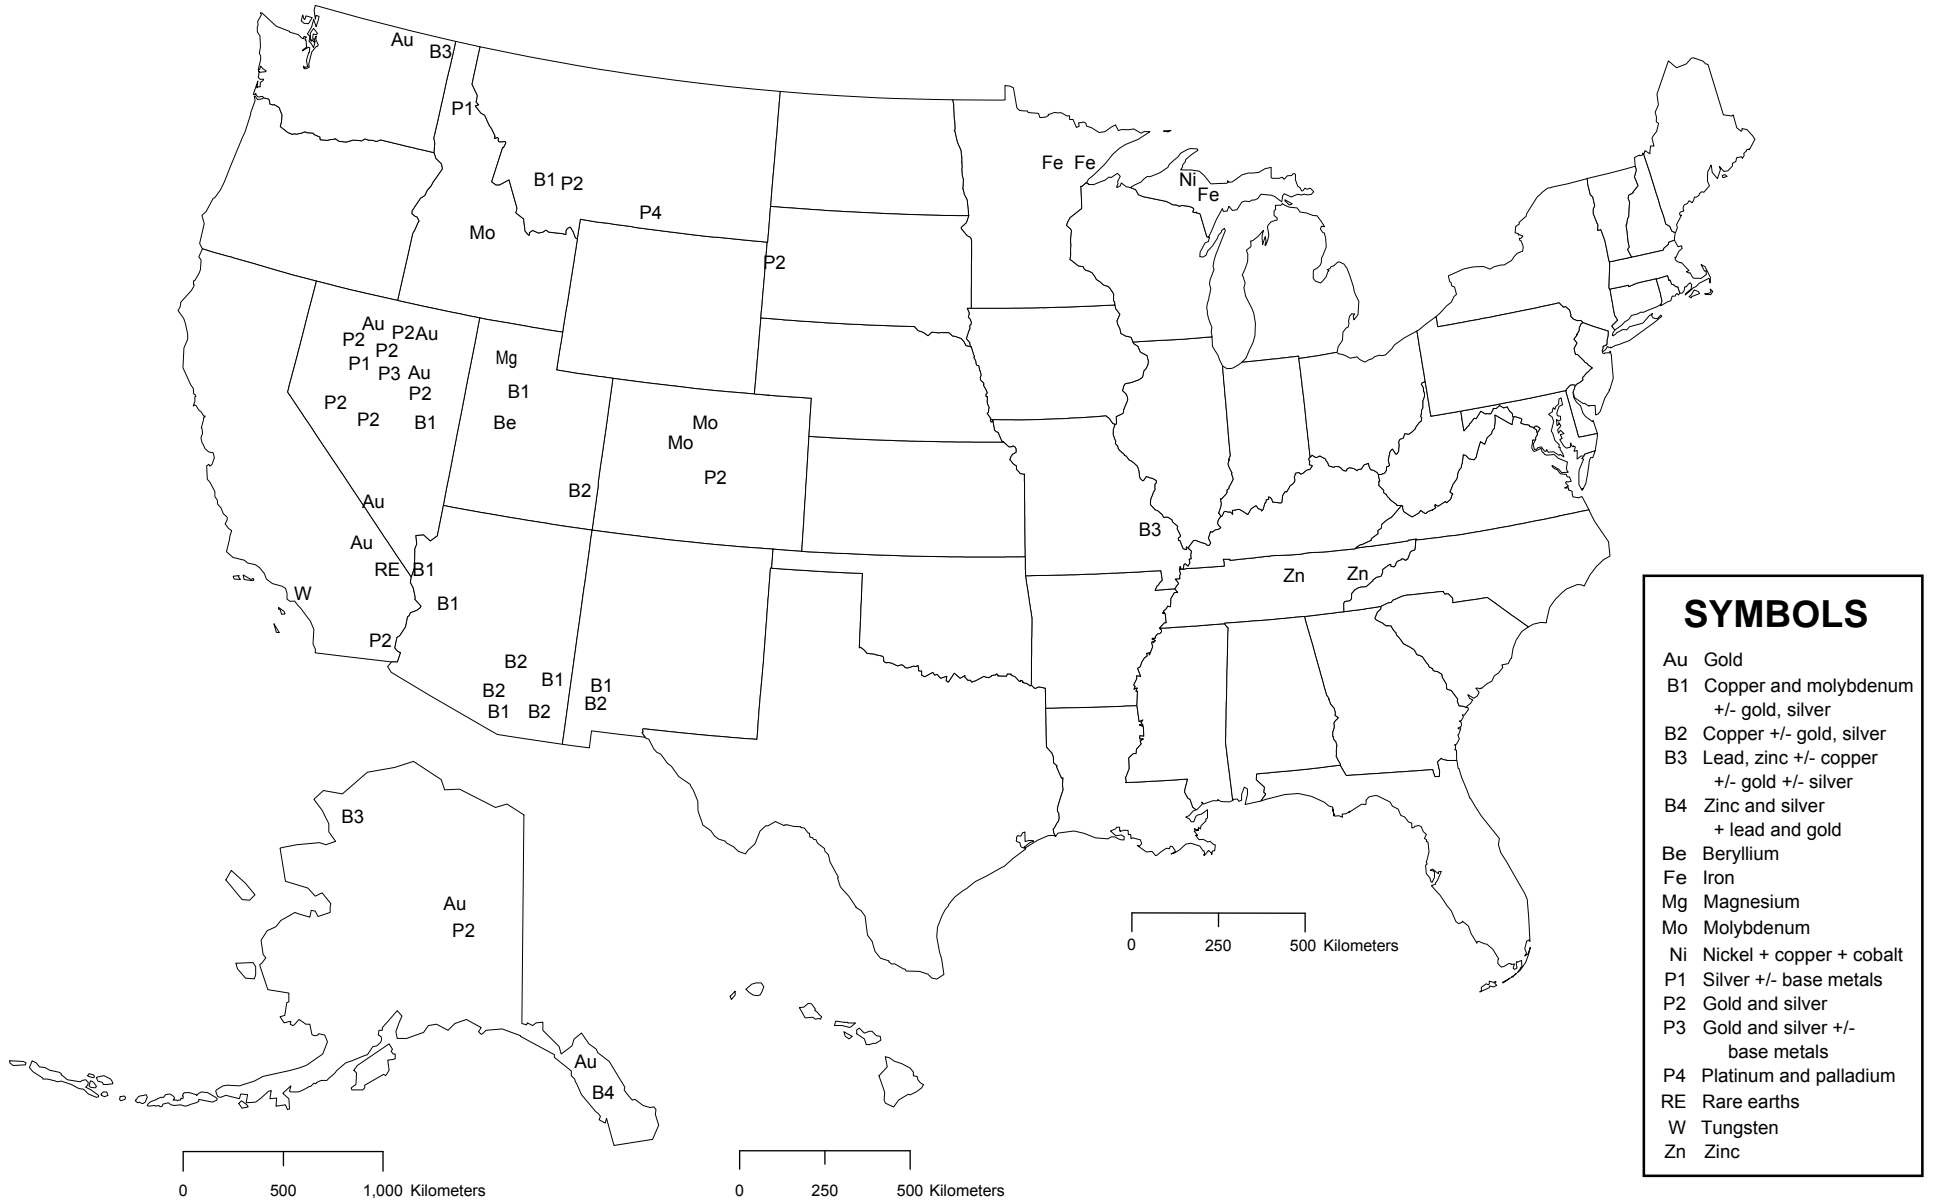 Au
B3
P1
B1 P2
P4
Mo
P2
Fe Fe
Ni
Fe
Au
P2 Au
P2
P2
P1
P3 Au
P2
P2
P2
B1
Au
Mg
B1
Be
B2
Mo
Mo
P2
Au
RE B1
W
B1
P2
B2
B1
B2
B1 B2
B1
B2
B3
Zn Zn
B3
Au
P2
Au
B4
0 500 1,000 Kilometers
0 250 500 Kilometers
0 250 500 Kilometers
SYMBOLS
Au Gold
B1 Copper and molybdenum
+/- gold, silver
B2 Copper +/- gold, silver
B3 Lead, zinc +/- copper
+/- gold +/- silver
B4 Zinc and silver
+ lead and gold
Be Beryllium
Fe Iron
Mg Magnesium
Mo Molybdenum
Ni Nickel + copper + cobalt
P1 Silver +/- base metals
P2 Gold and silver
P3 Gold and silver +/-
base metals
P4 Platinum and palladium
RE Rare earths
W Tungsten
Zn Zinc